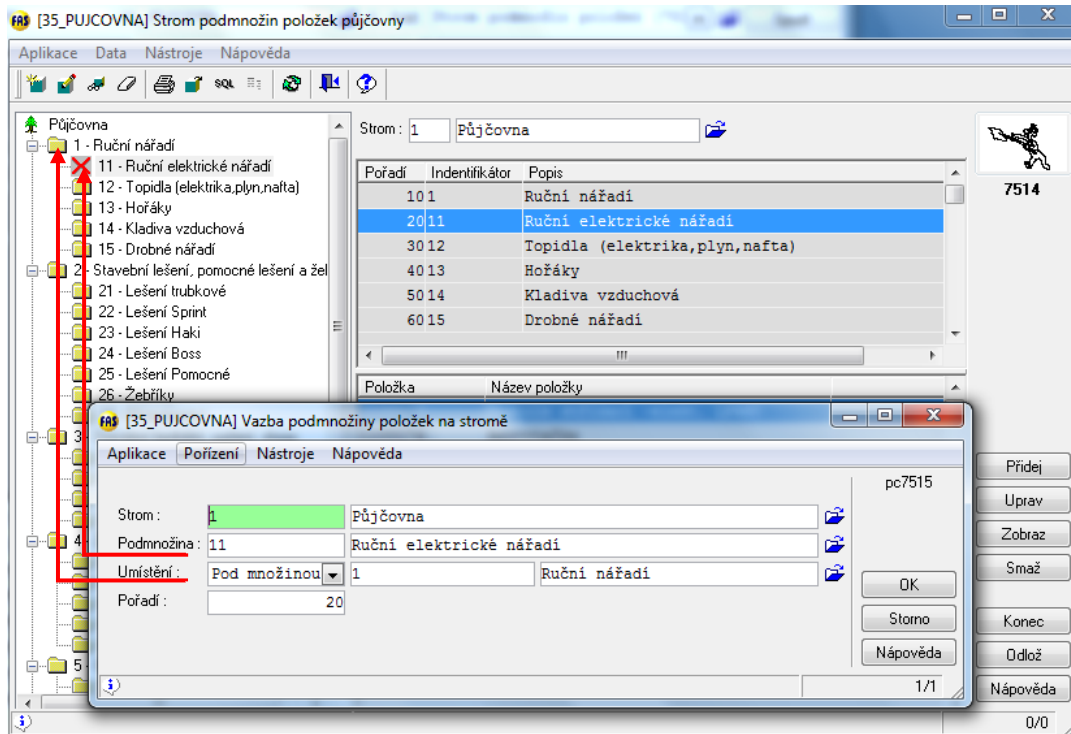 FAS [35_PUJCOVNA] Strom podmnožin položek půjčovny
Aplikace Data Nástroje Nápověda
SQL
Půjčovna
1 - Ruční nářadí
11 - Ruční elektrické nářadí
12 - Topidla (elektrika,plyn,nafta)
13 - Hořáky
14 - Kladiva vzduchová
15 - Drobné nářadí
2 - Stavební lešení, pomocné lešení a žel
21 - Lešení trubkové
22 - Lešení Sprint
23 - Lešení Haki
24 - Lešení Boss
25 - Lešení Pomocné
26 - Žebříky
3
4
5
Strom : 1 Půjčovna
Pořadí Indentifikátor Popis
10 1 Ruční nářadí
20 11 Ruční elektrické nářadí
30 12 Topidla (elektrika,plyn,nafta)
40 13 Hořáky
50 14 Kladiva vzduchová
60 15 Drobné nářadí
Položka Název položky
7514
Přidej
Uprav
Zobraz
Smaž
Konec
Odlož
Nápověda
0/0
FAS [35_PUJCOVNA] Vazba podmnožiny položek na stromě
Aplikace Pořízení Nástroje Nápověda
pc7515
Strom : 1 Půjčovna
Podmnožina : 11 Ruční elektrické nářadí
Umístění : Pod množinou 1 Ruční nářadí
Pořadí : 20
OK
Storno
Nápověda
1/1